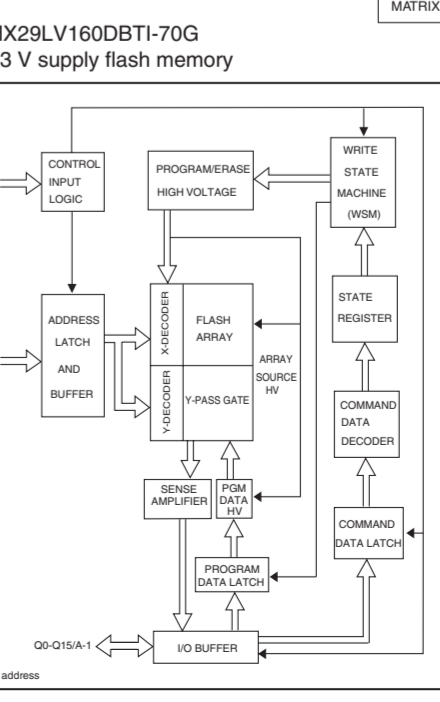 MATRIX
MX29LV160DBTI-70G
3 V supply flash memory
CONTROL
INPUT
LOGIC
PROGRAM/ERASE
HIGH VOLTAGE
WRITE
STATE
MACHINE
(WSM)
ADDRESS
LATCH
AND
BUFFER
X-DECODER
FLASH
ARRAY
ARRAY
SOURCE
HV
STATE
REGISTER
Y-DECODER
Y-PASS GATE
COMMAND
DATA
DECODER
SENSE
AMPLIFIER
PGM
DATA
HV
COMMAND
DATA LATCH
PROGRAM
DATA LATCH
Q0-Q15/A-1
I/O BUFFER
address